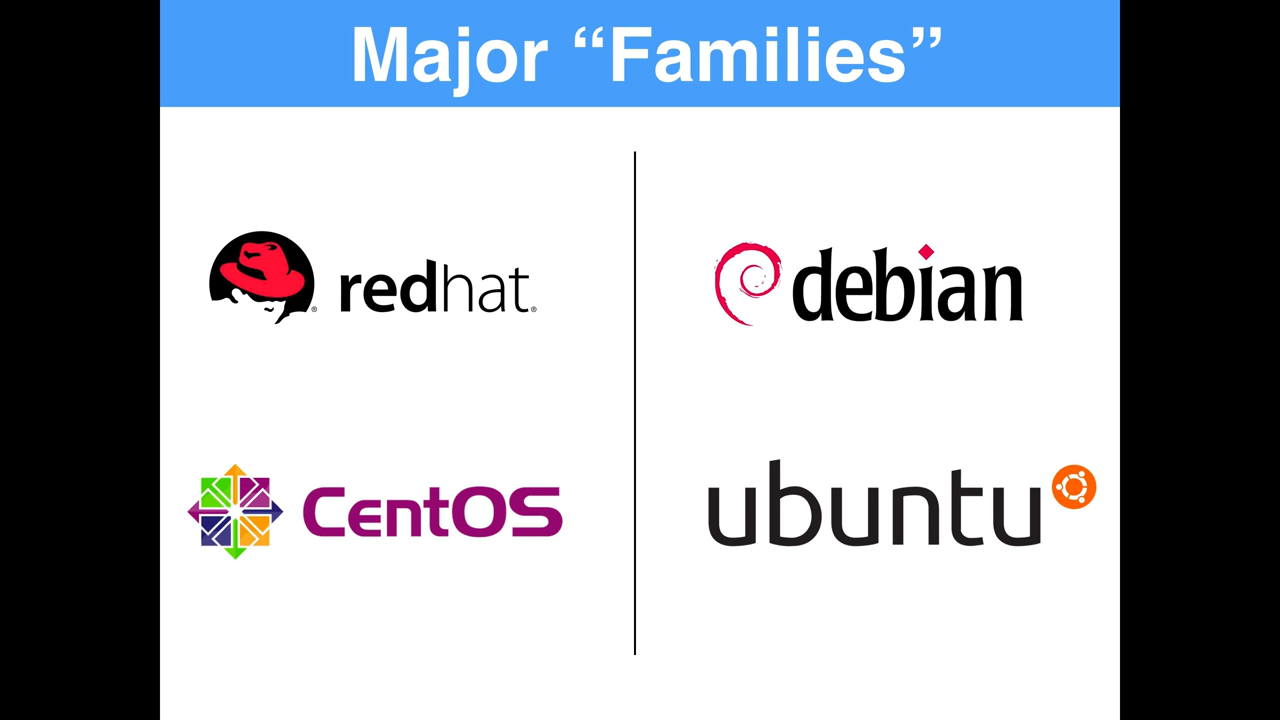 Major “Families”
redhat®
CentOS
debian
ubuntu